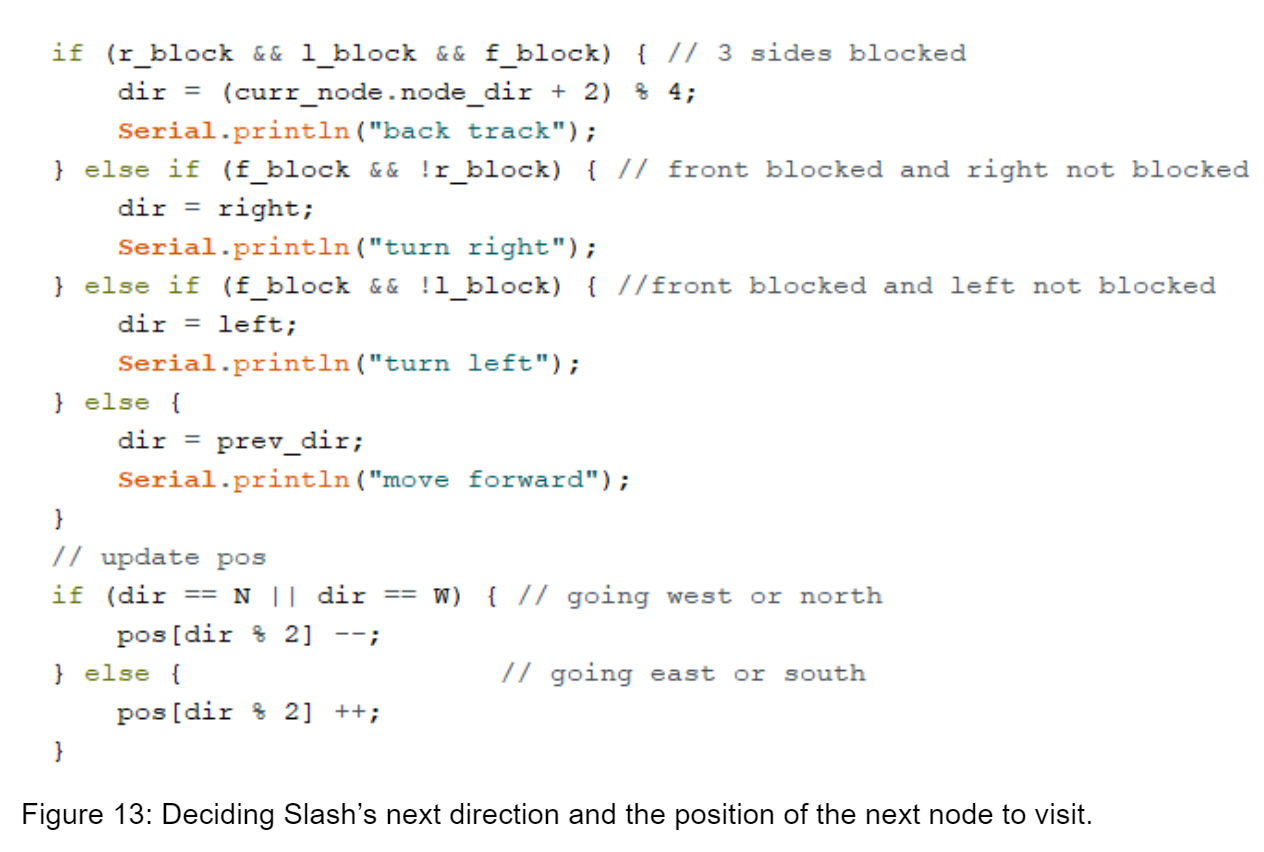 if (r_block && l_block && f_block) { // 3 sides blocked
    dir = (curr_node.node_dir + 2) % 4;
    Serial.println("back track");
} else if (f_block && !r_block) { // front blocked and right not blocked
    dir = right;
    Serial.println("turn right");
} else if (f_block && !l_block) { //front blocked and left not blocked
    dir = left;
    Serial.println("turn left");
} else {
    dir = prev_dir;
    Serial.println("move forward");
}
// update pos
if (dir == N || dir == W) { // going west or north
    pos[dir % 2] --;
} else {                   // going east or south
    pos[dir % 2] ++;
}
Figure 13: Deciding Slash's next direction and the position of the next node to visit.